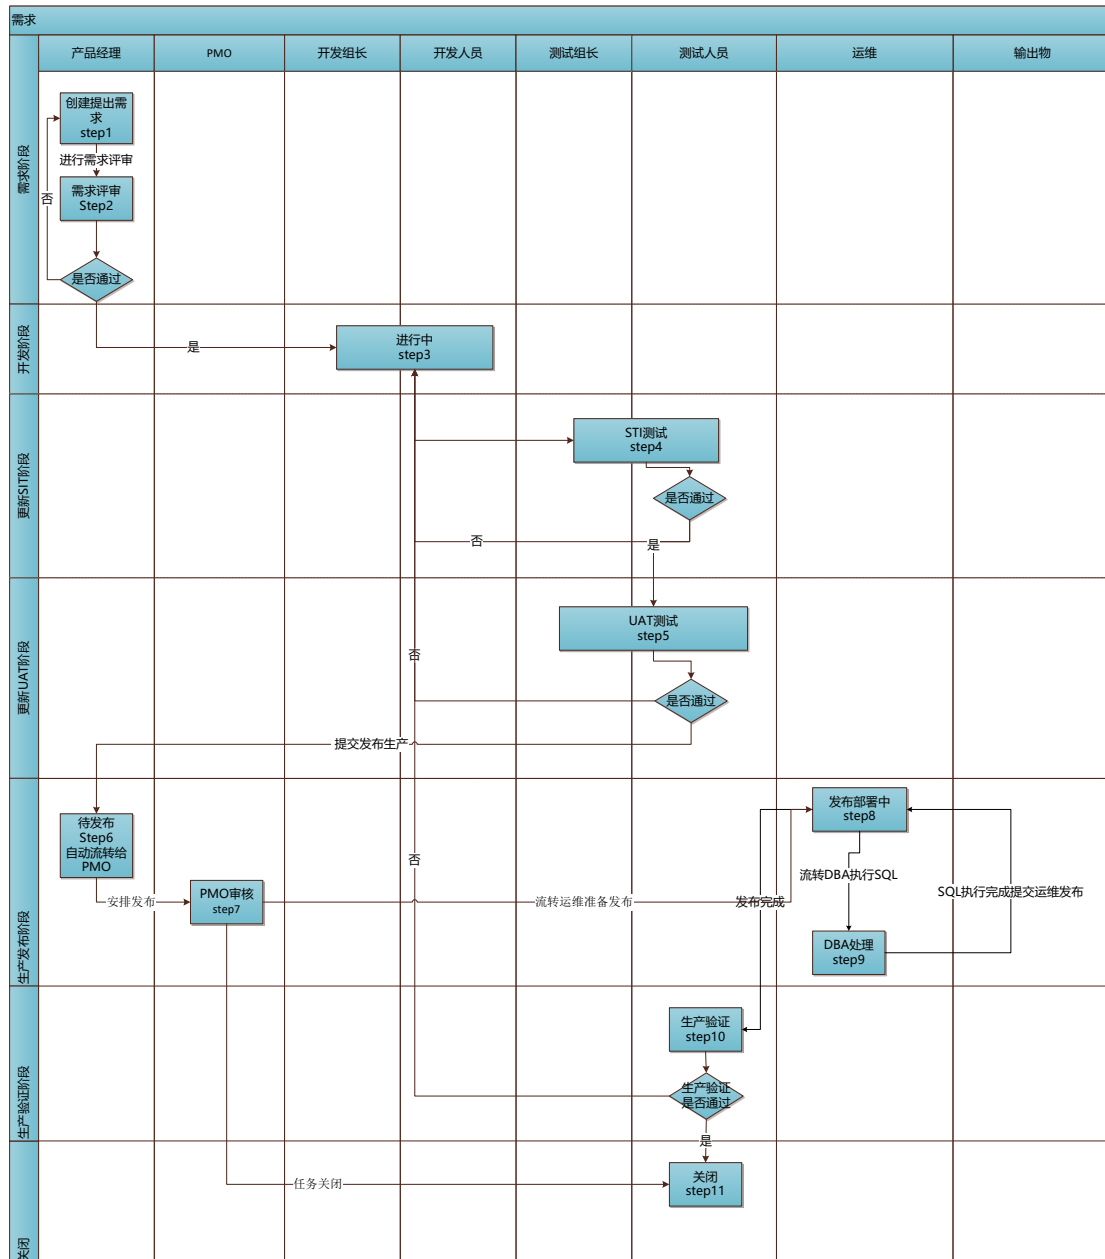 需求
产品经理
PMO
开发组长
开发人员
测试组长
测试人员
运维
输出物
需求阶段
创建提出需
求
step1
进行需求评审
否
需求评审
Step2
是否通过
开发阶段
是
进行中
step3
更新SIT阶段
STI测试
step4
是否通过
否
是
更新UAT阶段
UAT测试
step5
否
是否通过
提交发布生产
生产发布阶段
待发布
Step6
自动流转给
PMO
安排发布
PMO审核
step7
否
流转运维准备发布
发布完成
发布部署中
step8
流转DBA执行SQL
SQL执行完成提交运维发布
DBA处理
step9
生产验证阶段
生产验证
step10
生产验证
是否通过
是
关闭
任务关闭
关闭
step11